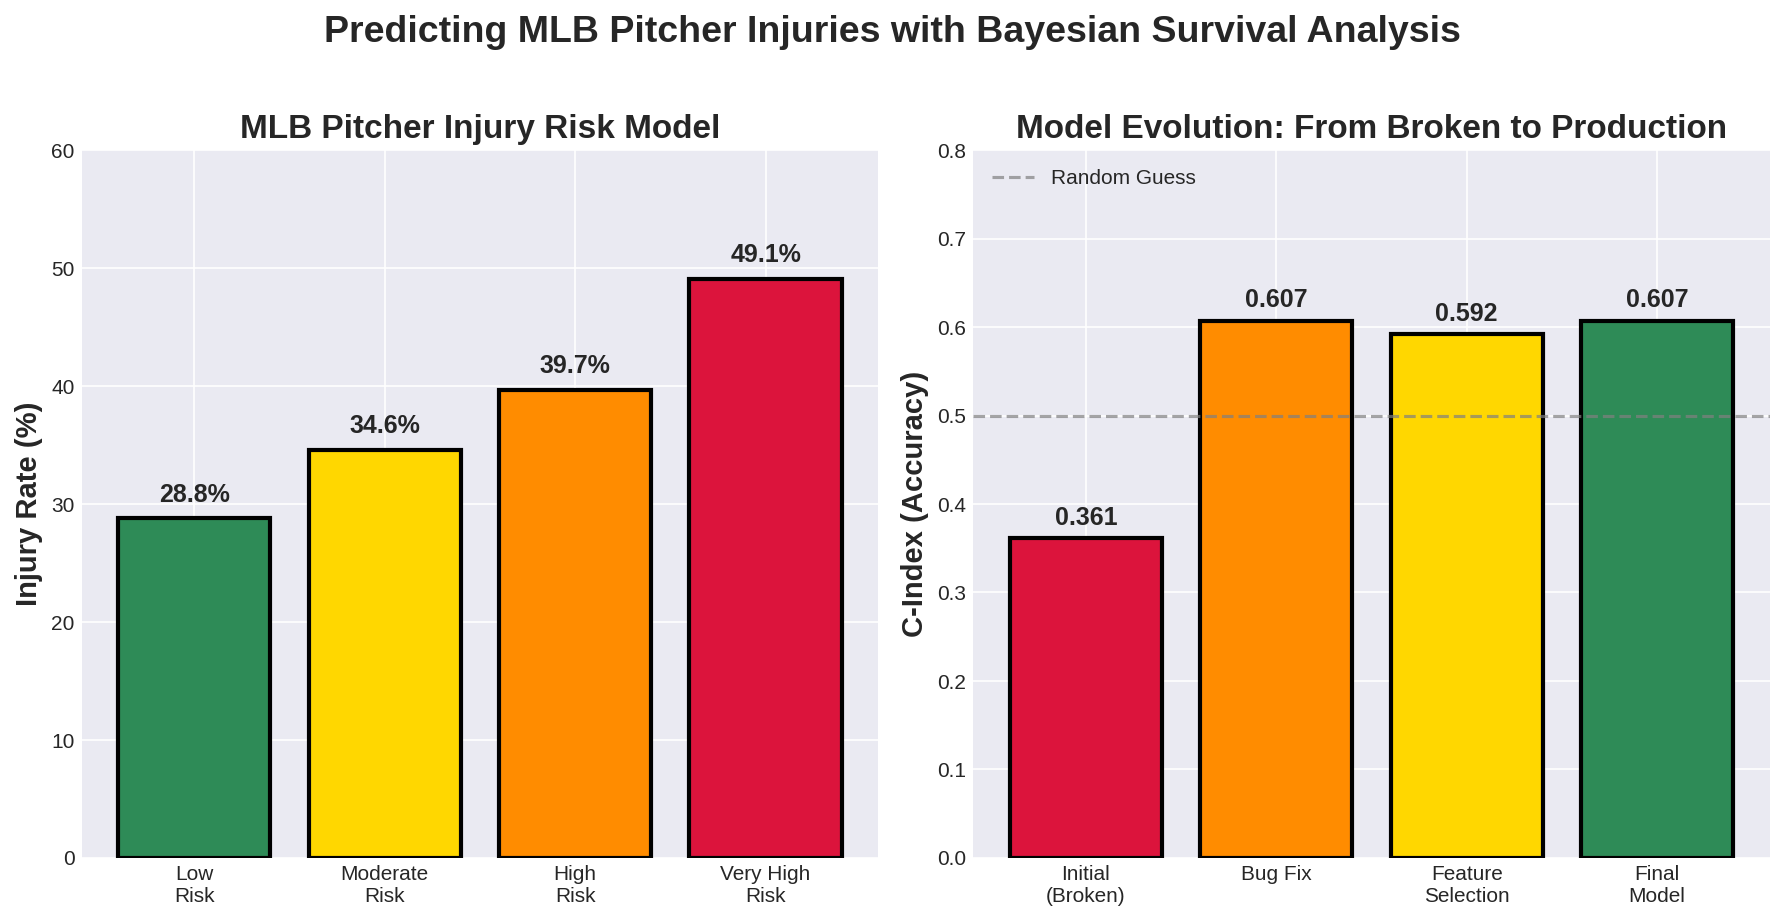 Predicting MLB Pitcher Injuries with Bayesian Survival Analysis
MLB Pitcher Injury Risk Model
Injury Rate (%)
60
50
40
30
20
10
0
28.8%
34.6%
39.7%
49.1%
Low
Risk
Moderate
Risk
High
Risk
Very High
Risk
Model Evolution: From Broken to Production
C-Index (Accuracy)
0.8
0.7
0.6
0.5
0.4
0.3
0.2
0.1
0.0
Random Guess
0.361
0.607
0.592
0.607
Initial
(Broken)
Bug Fix
Feature
Selection
Final
Model